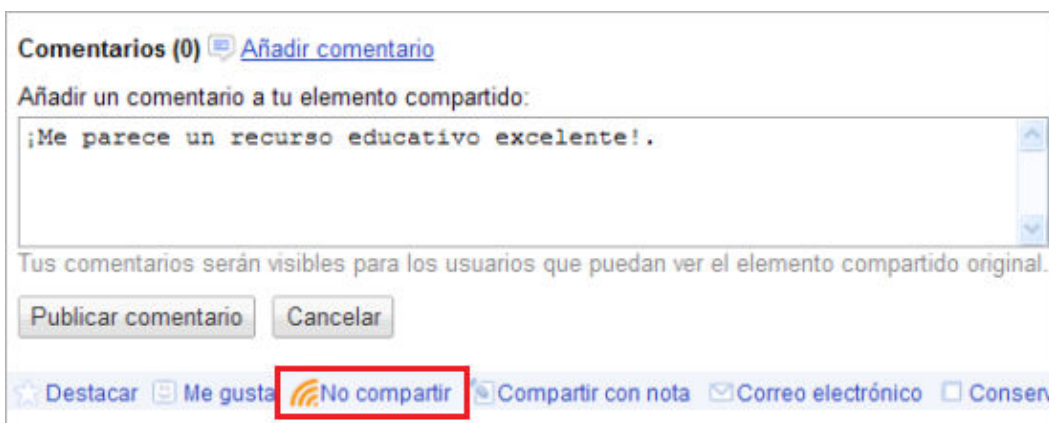 Comentarios (0) Añadir comentario
Añadir un comentario a tu elemento compartido:
¡Me parece un recurso educativo excelente!.
Tus comentarios serán visibles para los usuarios que puedan ver el elemento compartido original.
Publicar comentario Cancelar
Destacar Me gusta No compartir Compartir con nota Correo electrónico Conserv